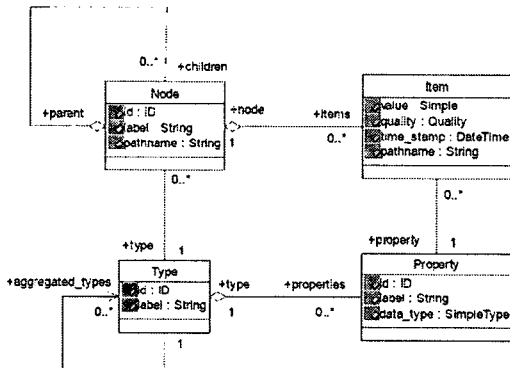 0..*
+children
Node
id : ID
label : String
pathname : String
+parent
+node
1
+items
0..*
Item
value : Simple
quality : Quality
time_stamp : DateTime
pathname : String
0..*
0..*
+type
1
+property
1
+aggregated_types
0..*
Type
id : ID
label : String
+type
1
+properties
0..*
Property
id : ID
label : String
data_type : SimpleType
1